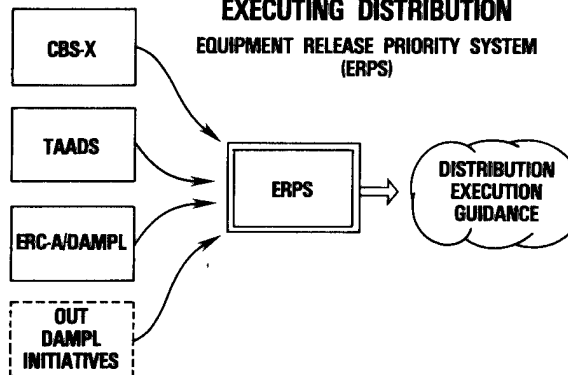 EXECUTING DISTRIBUTION
EQUIPMENT RELEASE PRIORITY SYSTEM
(ERPS)
CBS-X
TAADS
ERC-A/DAMPL
OUT
DAMPL
INITIATIVES
ERPS
DISTRIBUTION
EXECUTION
GUIDANCE